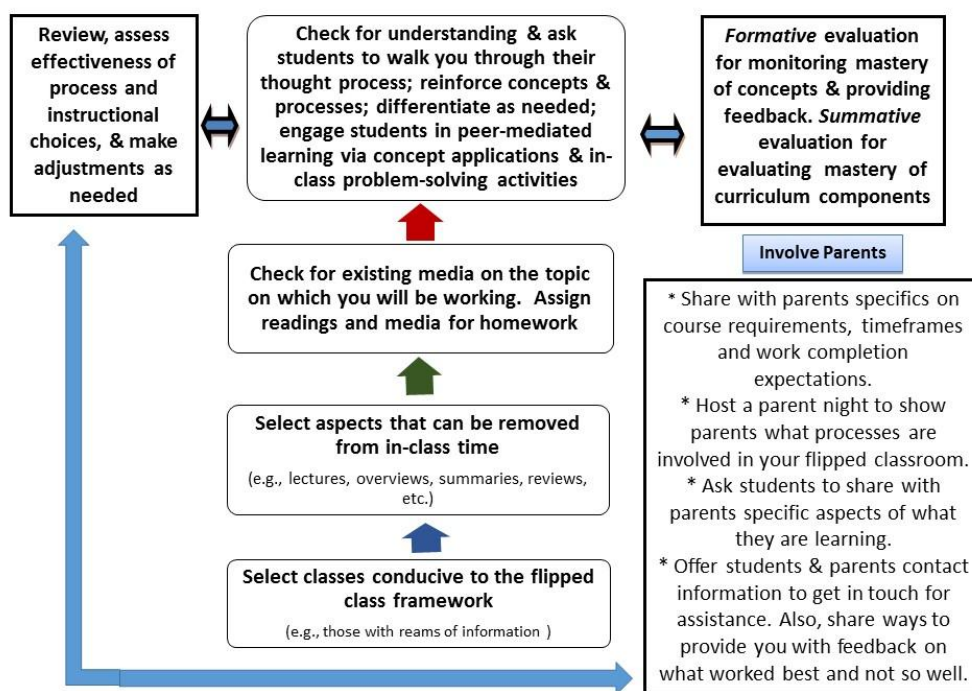 Review, assess
effectiveness of
process and
instructional
choices, & make
adjustments as
needed
Check for understanding & ask
students to walk you through their
thought process; reinforce concepts &
processes; differentiate as needed;
engage students in peer-mediated
learning via concept applications & in-
class problem-solving activities
Formative evaluation
for monitoring mastery
of concepts & providing
feedback. Summative
evaluation for
evaluating mastery of
curriculum components
Check for existing media on the topic
on which you will be working. Assign
readings and media for homework
Select aspects that can be removed
from in-class time
(e.g., lectures, overviews, summaries, reviews,
etc.)
Select classes conducive to the flipped
class framework
(e.g., those with reams of information )
Involve Parents
* Share with parents specifics on
course requirements, timeframes
and work completion
expectations.
* Host a parent night to show
parents what processes are
involved in your flipped classroom.
* Ask students to share with
parents specific aspects of what
they are learning.
* Offer students & parents contact
information to get in touch for
assistance. Also, share ways to
provide you with feedback on
what worked best and not so well.